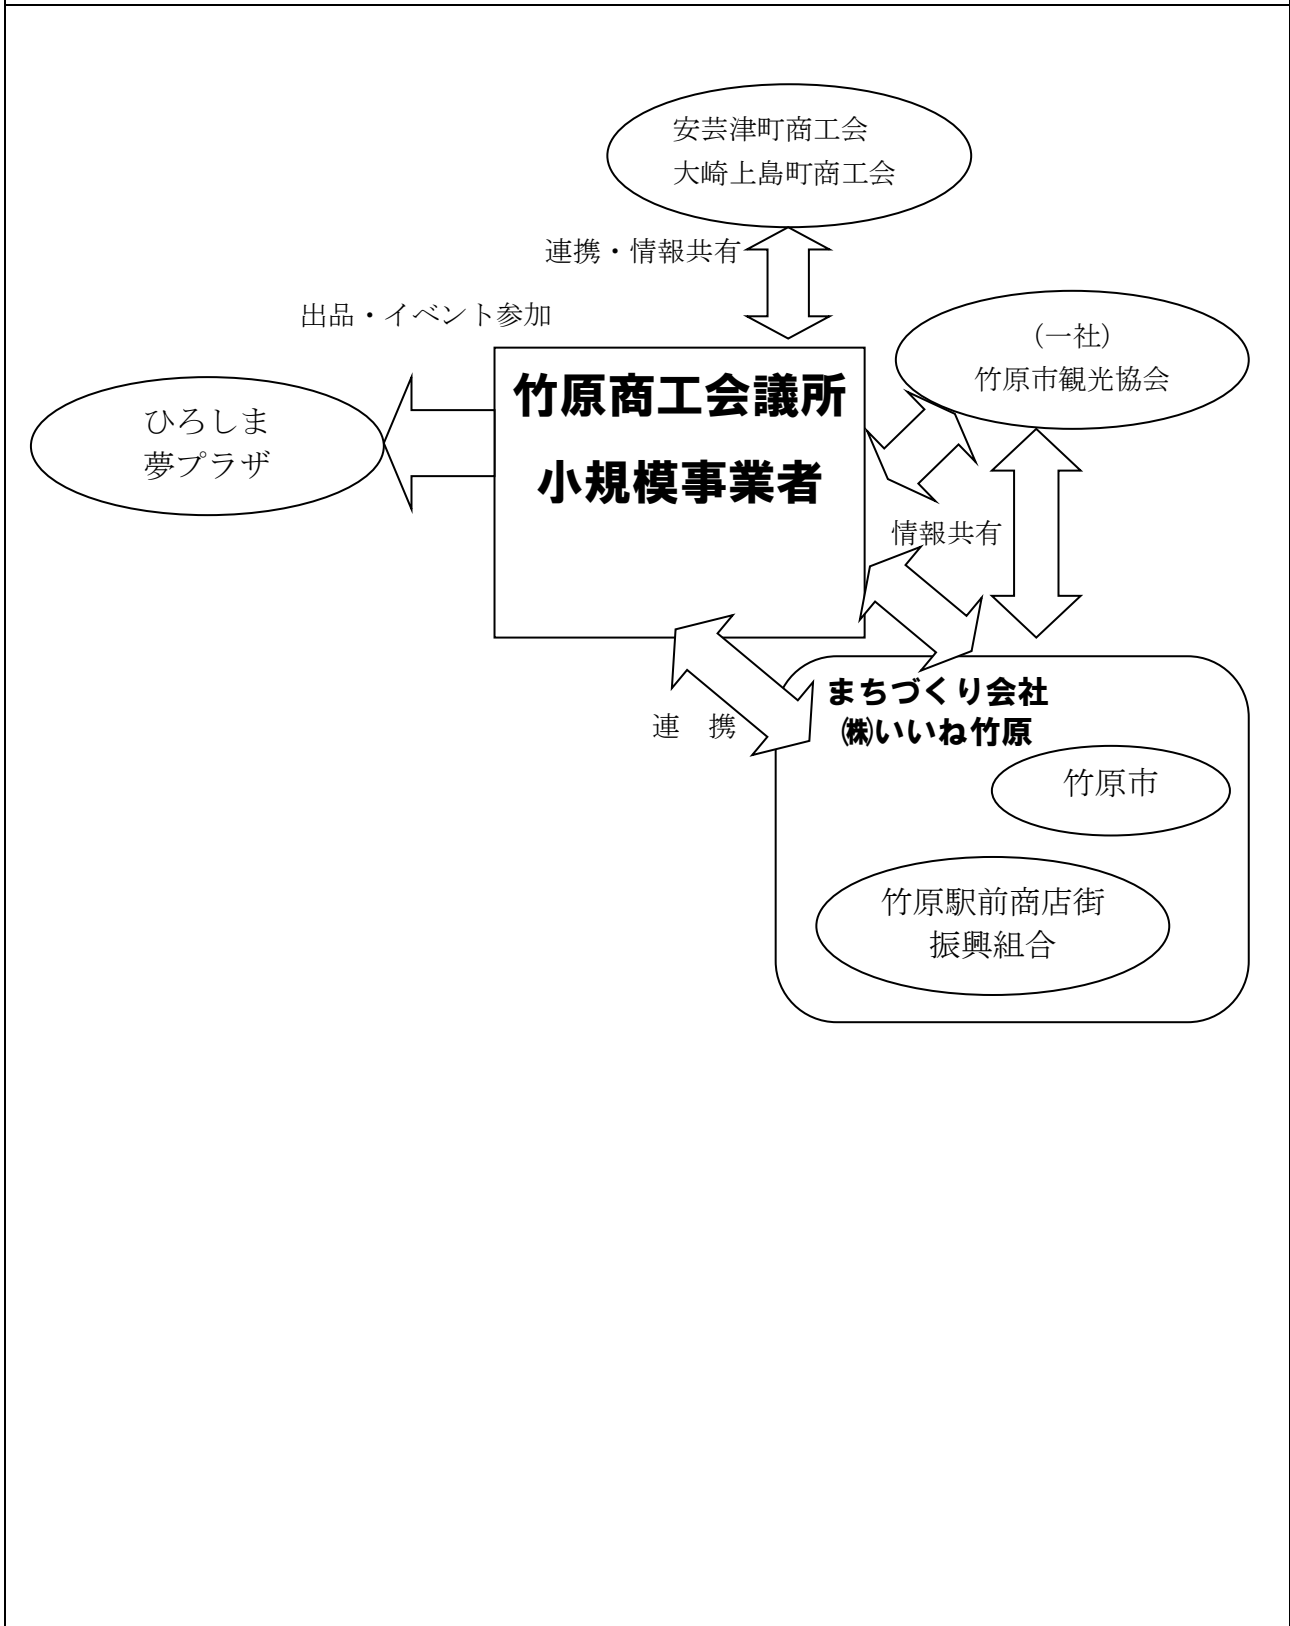 安芸津町商工会
大崎上島町商工会
連携・情報共有
出品・イベント参加
(一社)
竹原市観光協会
竹原商工会議所
小規模事業者
ひろしま
夢プラザ
情報共有
まちづくり会社
㈱いいね竹原
連　携
竹原市
竹原駅前商店街
振興組合